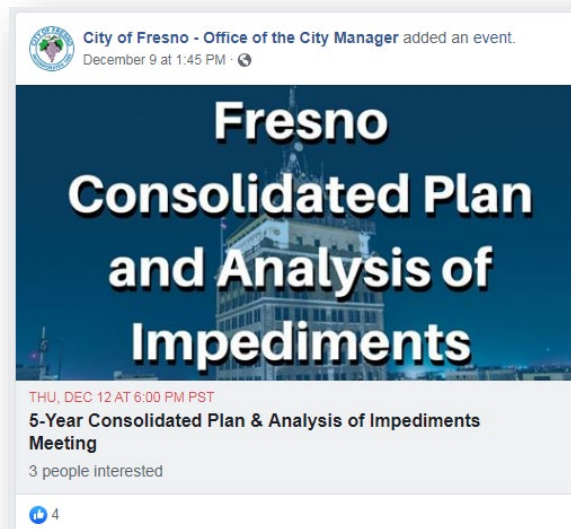 City of Fresno - Office of the City Manager added an event.
December 9 at 1:45 PM ·
Fresno
Consolidated Plan
and Analysis of
Impediments
THU, DEC 12 AT 6:00 PM PST
5-Year Consolidated Plan & Analysis of Impediments
Meeting
3 people interested
4